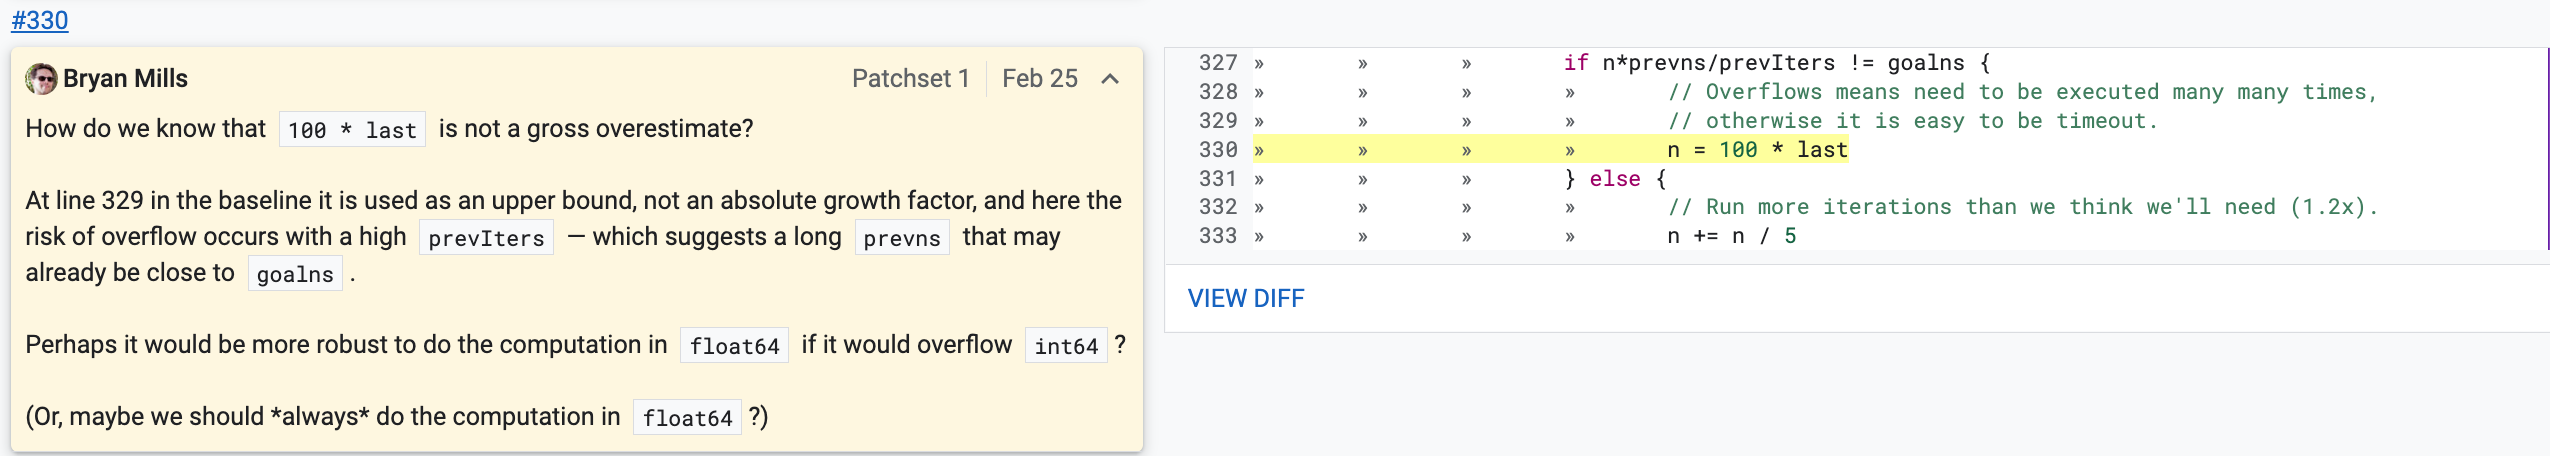 #330
Bryan Mills
Patchset 1
Feb 25
How do we know that 100 * last is not a gross overestimate?
At line 329 in the baseline it is used as an upper bound, not an absolute growth factor, and here the
risk of overflow occurs with a high prevIters — which suggests a long prevns that may
already be close to goalns .
Perhaps it would be more robust to do the computation in float64 if it would overflow int64 ?
(Or, maybe we should *always* do the computation in float64 ?)
327 » » » if n*prevns/prevIters != goalns {
328 » » » » // Overflows means need to be executed many many times,
329 » » » » // otherwise it is easy to be timeout.
330 » » » » n = 100 * last
331 » » » } else {
332 » » » » // Run more iterations than we think we'll need (1.2x).
333 » » » » n += n / 5
VIEW DIFF